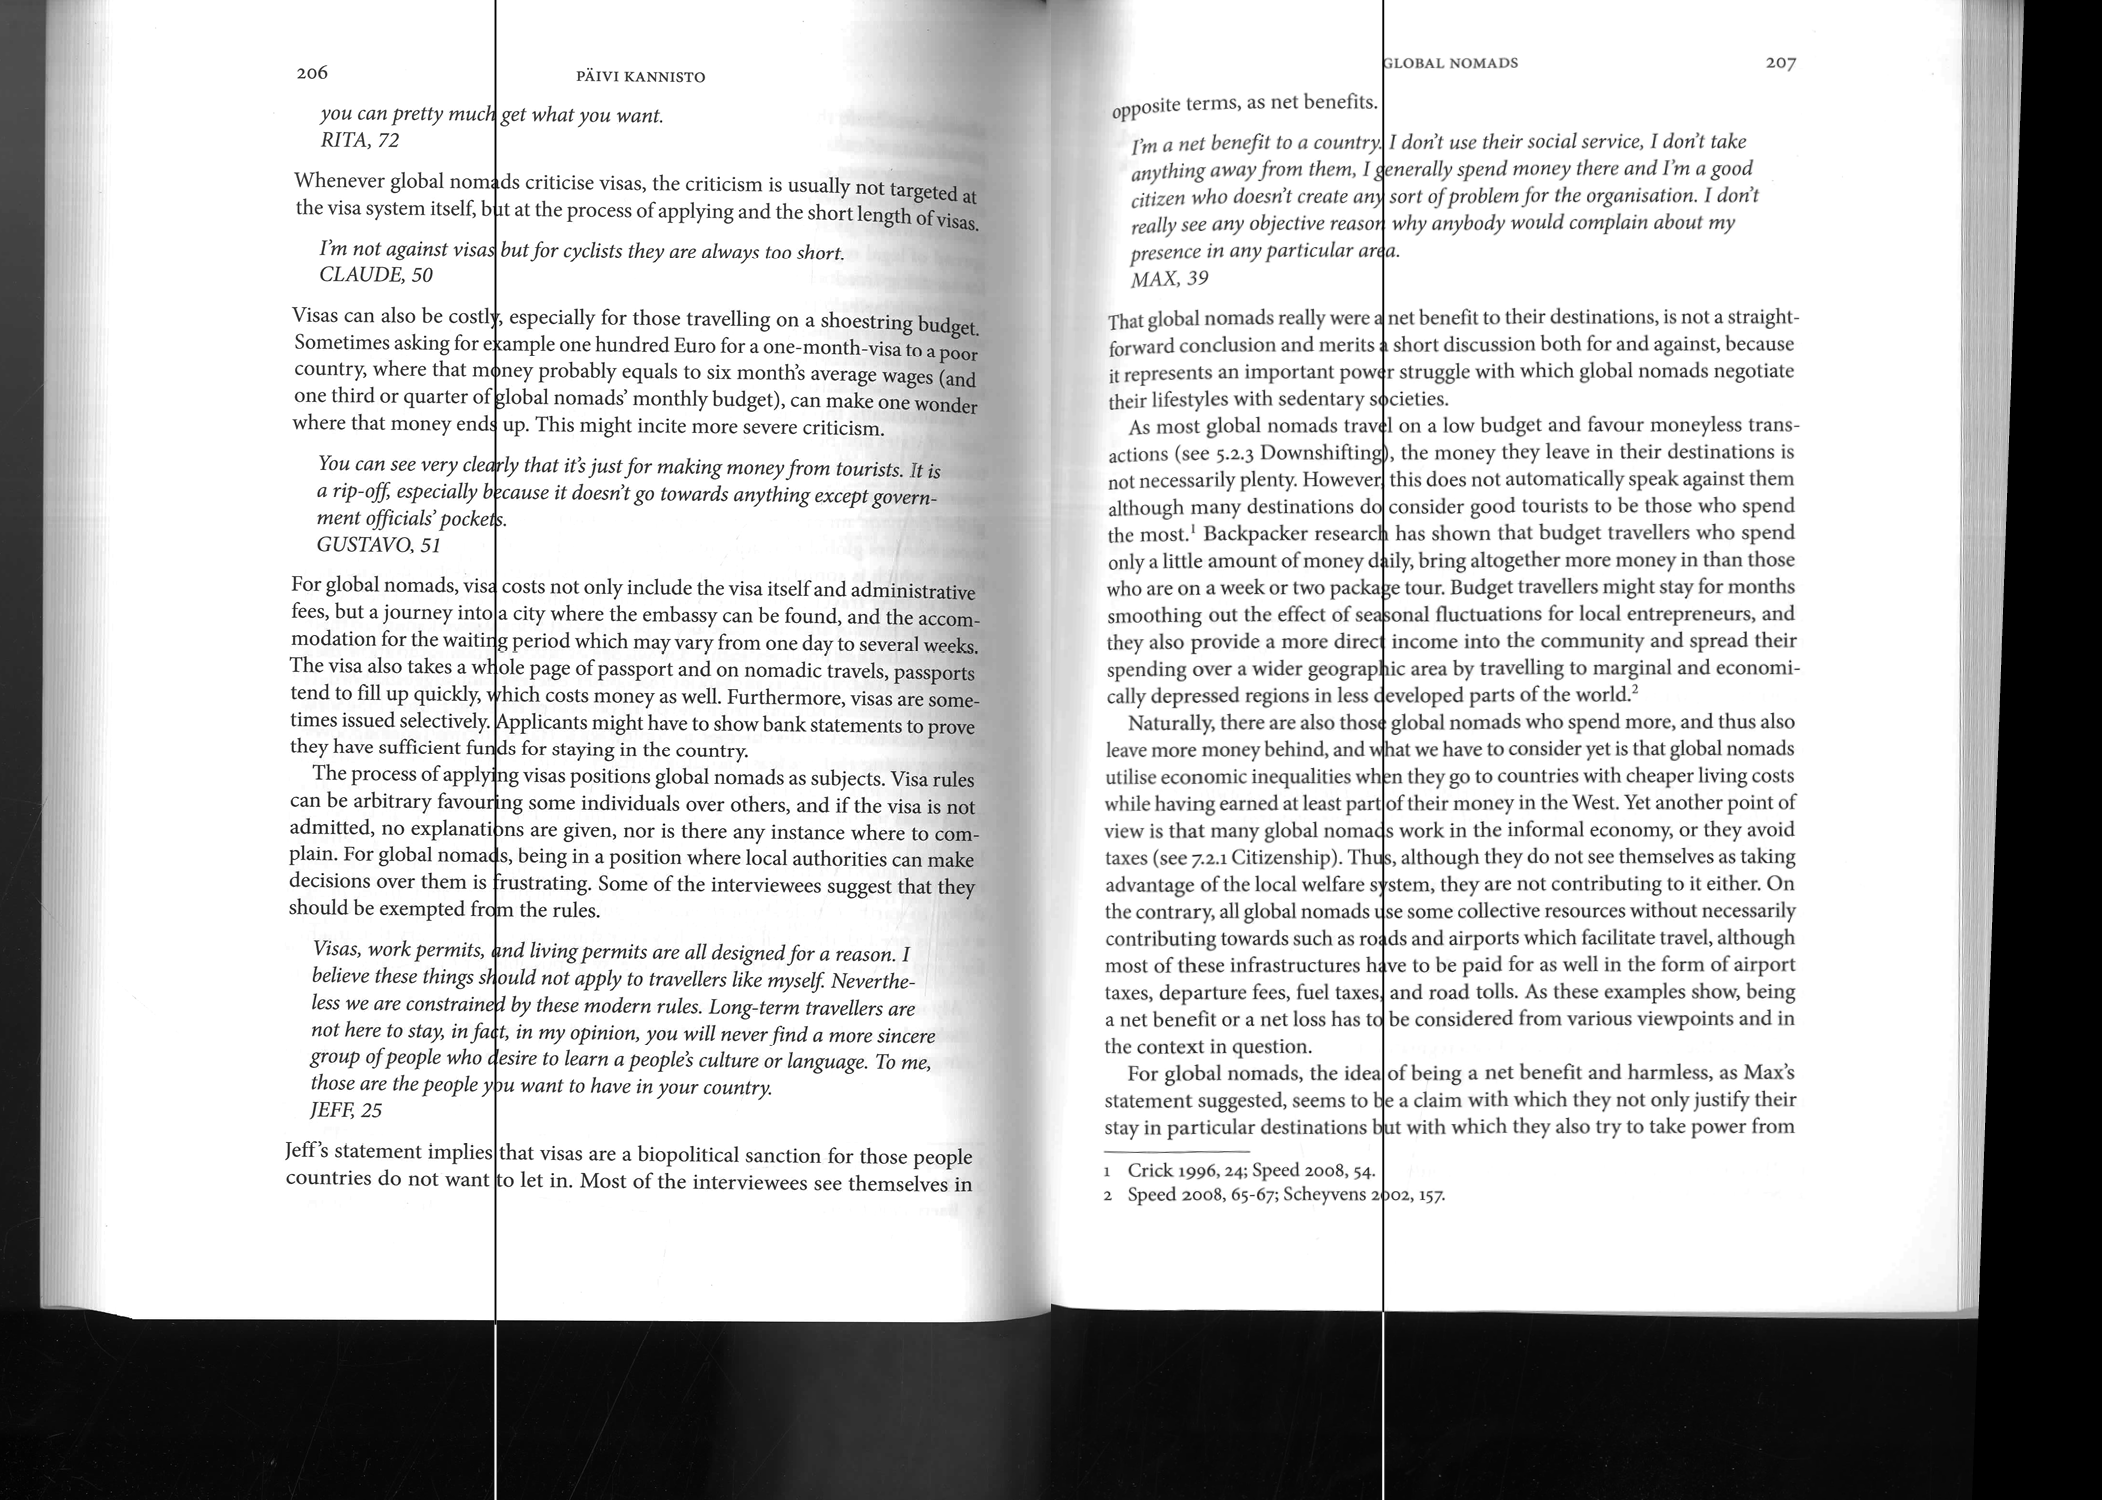 206
PÄIVI KANNISTO
you can pretty much get what you want.
RITA, 72
Whenever global nomads criticise visas, the criticism is usually not targeted at
the visa system itself, but at the process of applying and the short length of visas.
I'm not against visas but for cyclists they are always too short.
CLAUDE, 50
Visas can also be costly, especially for those travelling on a shoestring budget.
Sometimes asking for example one hundred Euro for a one-month-visa to a poor
country, where that money probably equals to six month's average wages (and
one third or quarter of global nomads' monthly budget), can make one wonder
where that money ends up. This might incite more severe criticism.
You can see very clearly that it's just for making money from tourists. It is
a rip-off, especially because it doesn't go towards anything except govern-
ment officials' pockets.
GUSTAVO, 51
For global nomads, visa costs not only include the visa itself and administrative
fees, but a journey into a city where the embassy can be found, and the accom-
modation for the waiting period which may vary from one day to several weeks.
The visa also takes a whole page of passport and on nomadic travels, passports
tend to fill up quickly, which costs money as well. Furthermore, visas are some-
times issued selectively. Applicants might have to show bank statements to prove
they have sufficient funds for staying in the country.
The process of applying visas positions global nomads as subjects. Visa rules
can be arbitrary favouring some individuals over others, and if the visa is not
admitted, no explanations are given, nor is there any instance where to com-
plain. For global nomads, being in a position where local authorities can make
decisions over them is frustrating. Some of the interviewees suggest that they
should be exempted from the rules.
Visas, work permits, and living permits are all designed for a reason. I
believe these things should not apply to travellers like myself. Neverthe-
less we are constrained by these modern rules. Long-term travellers are
not here to stay, in fact, in my opinion, you will never find a more sincere
group of people who desire to learn a people's culture or language. To me,
those are the people you want to have in your country.
JEFF, 25
Jeff's statement implies that visas are a biopolitical sanction for those people
countries do not want to let in. Most of the interviewees see themselves in
GLOBAL NOMADS
207
opposite terms, as net benefits.
I'm a net benefit to a country. I don't use their social service, I don't take
anything away from them, I generally spend money there and I'm a good
citizen who doesn't create any sort of problem for the organisation. I don't
really see any objective reason why anybody would complain about my
presence in any particular area.
MAX, 39
That global nomads really were a net benefit to their destinations, is not a straight-
forward conclusion and merits a short discussion both for and against, because
it represents an important power struggle with which global nomads negotiate
their lifestyles with sedentary societies.
As most global nomads travel on a low budget and favour moneyless trans-
actions (see 5.2.3 Downshifting), the money they leave in their destinations is
not necessarily plenty. However, this does not automatically speak against them
although many destinations do consider good tourists to be those who spend
the most.1 Backpacker research has shown that budget travellers who spend
only a little amount of money daily, bring altogether more money in than those
who are on a week or two package tour. Budget travellers might stay for months
smoothing out the effect of seasonal fluctuations for local entrepreneurs, and
they also provide a more direct income into the community and spread their
spending over a wider geographic area by travelling to marginal and economi-
cally depressed regions in less developed parts of the world.2
Naturally, there are also those global nomads who spend more, and thus also
leave more money behind, and what we have to consider yet is that global nomads
utilise economic inequalities when they go to countries with cheaper living costs
while having earned at least part of their money in the West. Yet another point of
view is that many global nomads work in the informal economy, or they avoid
taxes (see 7.2.1 Citizenship). Thus, although they do not see themselves as taking
advantage of the local welfare system, they are not contributing to it either. On
the contrary, all global nomads use some collective resources without necessarily
contributing towards such as roads and airports which facilitate travel, although
most of these infrastructures have to be paid for as well in the form of airport
taxes, departure fees, fuel taxes, and road tolls. As these examples show, being
a net benefit or a net loss has to be considered from various viewpoints and in
the context in question.
For global nomads, the idea of being a net benefit and harmless, as Max's
statement suggested, seems to be a claim with which they not only justify their
stay in particular destinations but with which they also try to take power from
1 Crick 1996, 24; Speed 2008, 54.
2 Speed 2008, 65-67; Scheyvens 2002, 157.